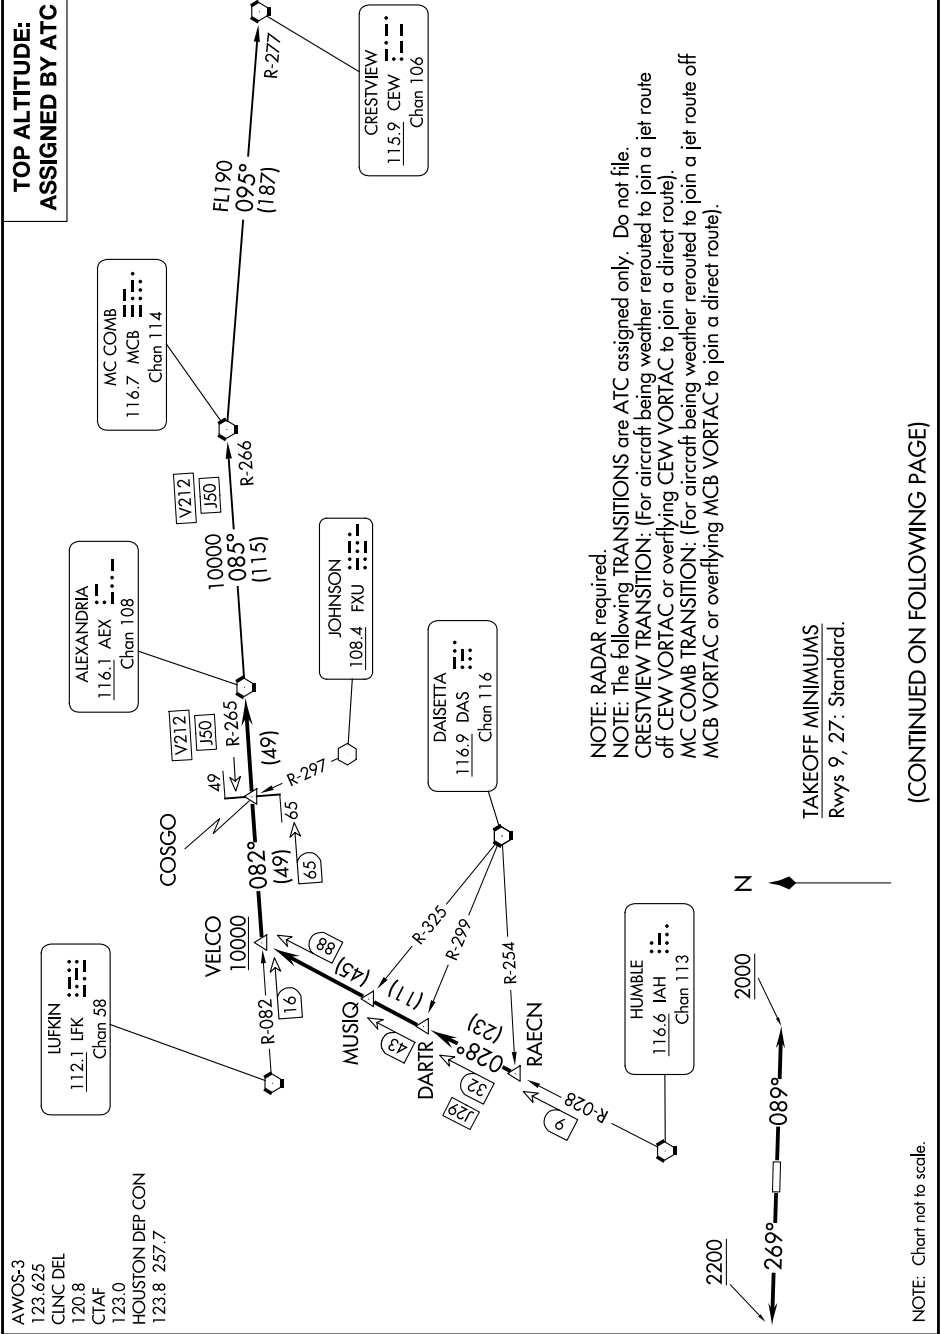 AWOS-3
123.625
CLNC DEL
120.8
CTAF
123.0
HOUSTON DEP CON
123.8 257.7
TOP ALTITUDE:
ASSIGNED BY ATC
LUFKIN
112.1 LFK
Chan 58
ALEXANDRIA
116.1 AEX
Chan 108
MC COMB
116.7 MCB
Chan 114
CRESTVIEW
115.9 CEW
Chan 106
R-277
FL190
095°
(187)
V212
J50
R-266
10000
085°
(115)
V212
J50
R-265
49
(49)
COSGO
JOHNSON
108.4 FXU
R-297
65
65
082°
(49)
VELCO
10000
R-082
16
88
(45)
MUSIQ
(11)
43
DARTR
028°
(23)
32
J29
RAECN
9
R-028
R-325
R-299
R-254
DAISETTA
116.9 DAS
Chan 116
HUMBLE
116.6 IAH
Chan 113
NOTE: RADAR required.
NOTE: The following TRANSITIONS are ATC assigned only. Do not file.
CRESTVIEW TRANSITION: (For aircraft being weather rerouted to join a jet route
off CEW VORTAC or overflying CEW VORTAC to join a direct route).
MC COMB TRANSITION: (For aircraft being weather rerouted to join a jet route off
MCB VORTAC or overflying MCB VORTAC to join a direct route).
N
2200
269°
089°
2000
TAKEOFF MINIMUMS
Rwys 9, 27: Standard.
NOTE: Chart not to scale.
(CONTINUED ON FOLLOWING PAGE)